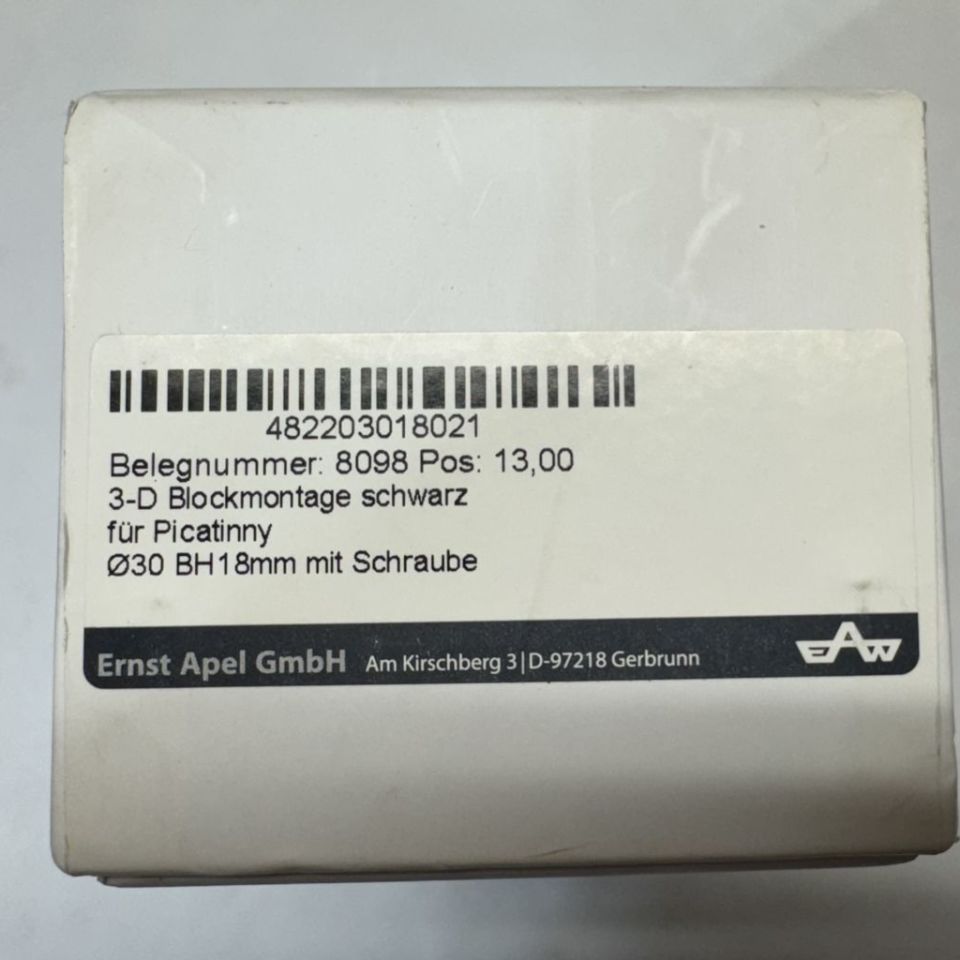 482203018021
Belegnummer: 8098 Pos: 13,00
3-D Blockmontage schwarz
für Picatinny
Ø30 BH18mm mit Schraube
Ernst Apel GmbH Am Kirschberg 3|D-97218 Gerbrunn
EAW